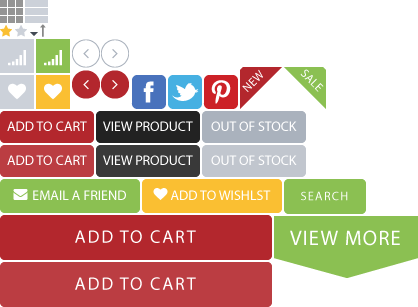 NEW
SALE
ADD TO CART
VIEW PRODUCT
OUT OF STOCK
ADD TO CART
VIEW PRODUCT
OUT OF STOCK
EMAIL A FRIEND
ADD TO WISHLST
SEARCH
ADD TO CART
VIEW MORE
ADD TO CART